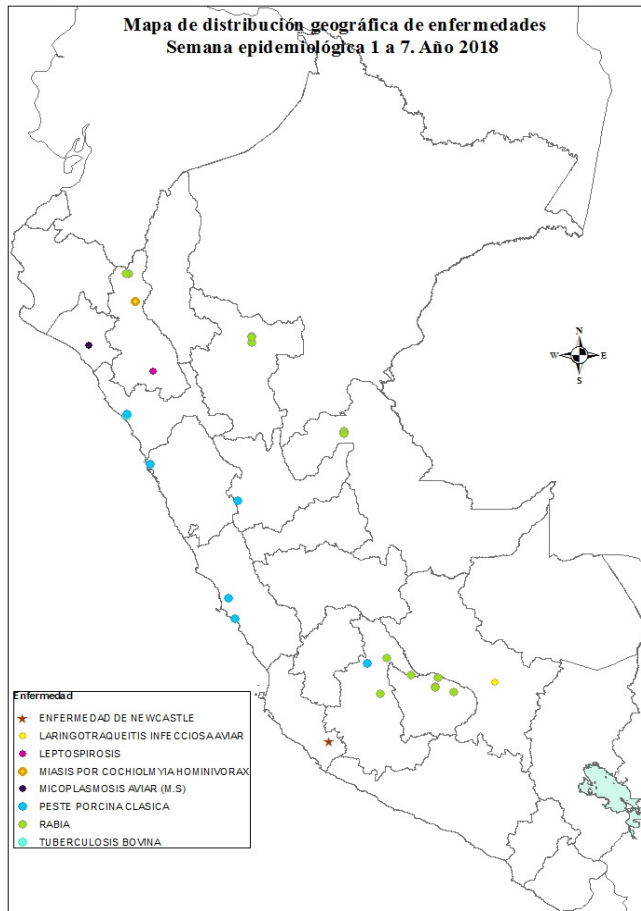 Mapa de distribución geográfica de enfermedades
Semana epidemiológica 1 a 7. Año 2018
N
W E
S
Enfermedad
ENFERMEDAD DE NEWCASTLE
LARINGOTRAQUEITIS INFECCIOSA AVIAR
LEPTOSPIROSIS
MIASIS POR COCHIOLMYIA HOMINIVORAX
MICOPLASMOSIS AVIAR (M.S)
PESTE PORCINA CLASICA
RABIA
TUBERCULOSIS BOVINA